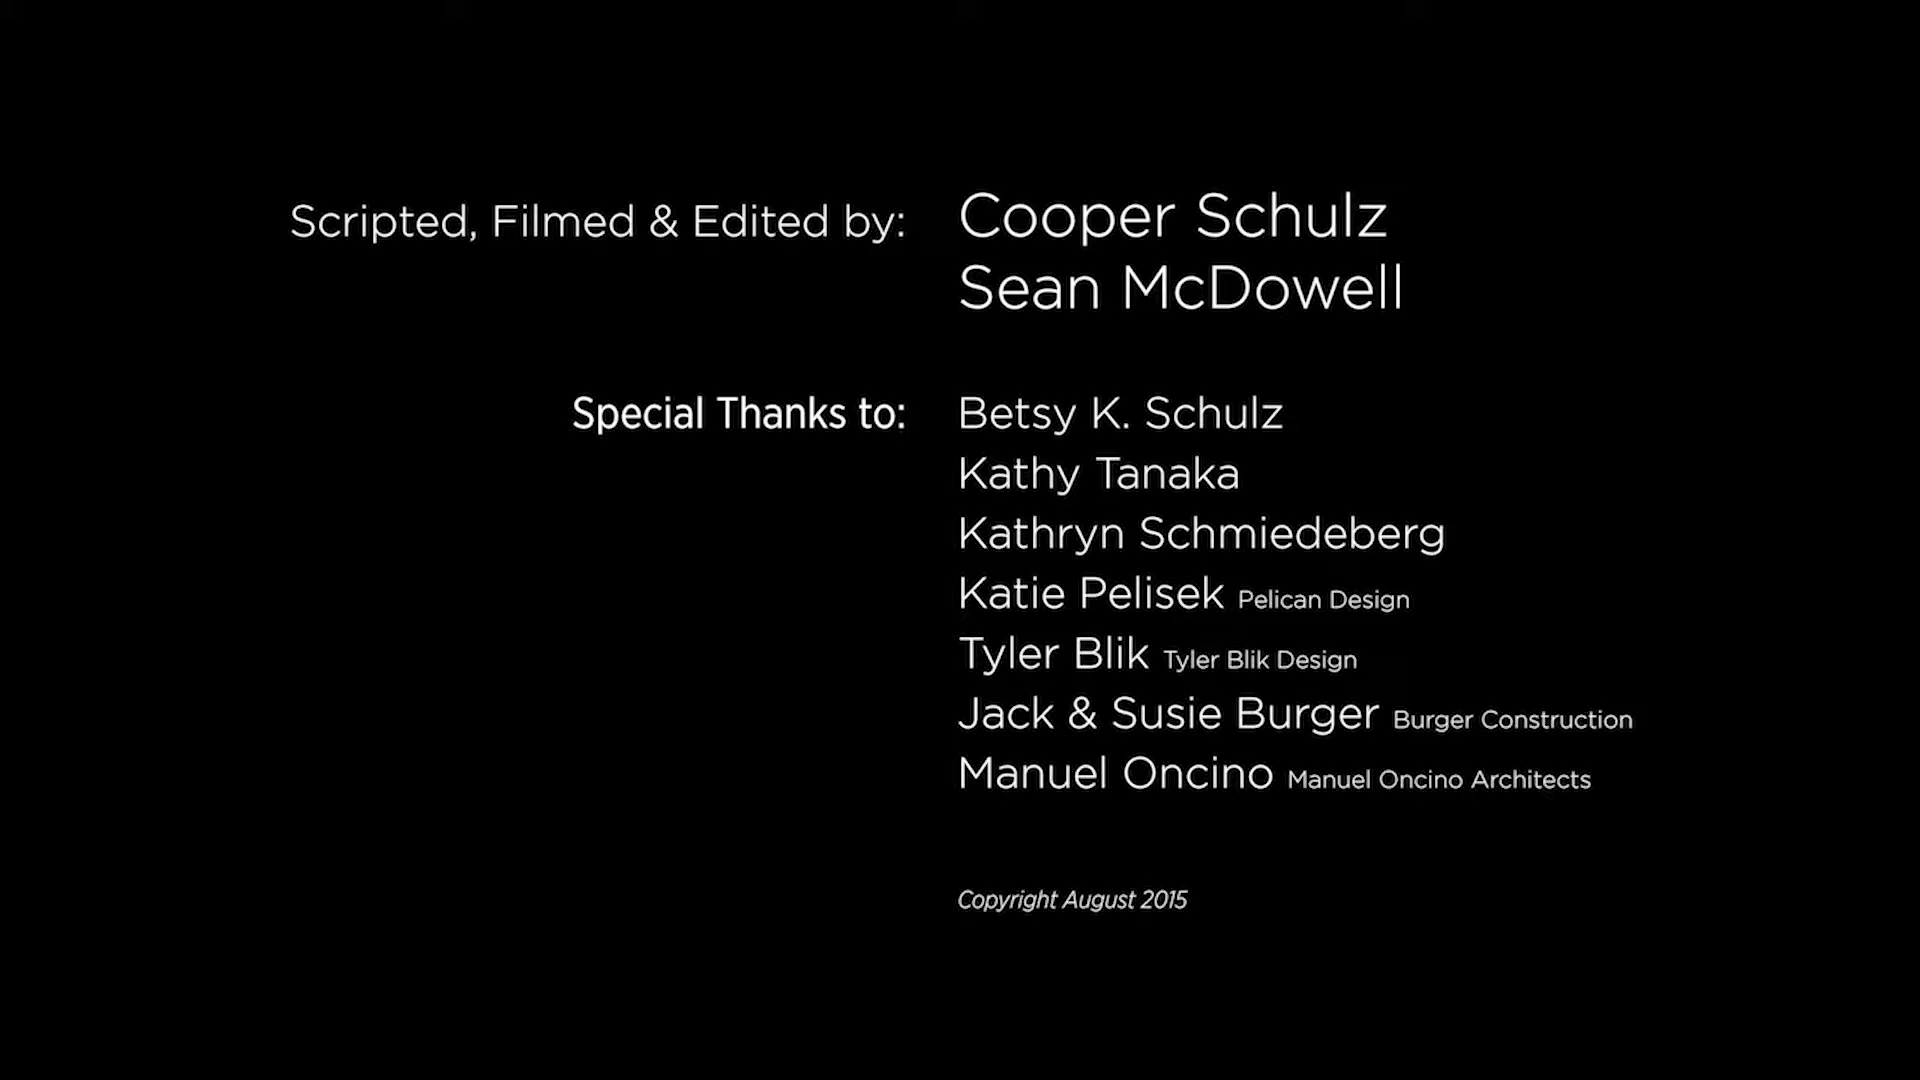 Scripted, Filmed & Edited by: Cooper Schulz
Sean McDowell
Special Thanks to: Betsy K. Schulz
Kathy Tanaka
Kathryn Schmiedeberg
Katie Pelisek Pelican Design
Tyler Blik Tyler Blik Design
Jack & Susie Burger Burger Construction
Manuel Oncino Manuel Oncino Architects
Copyright August 2015